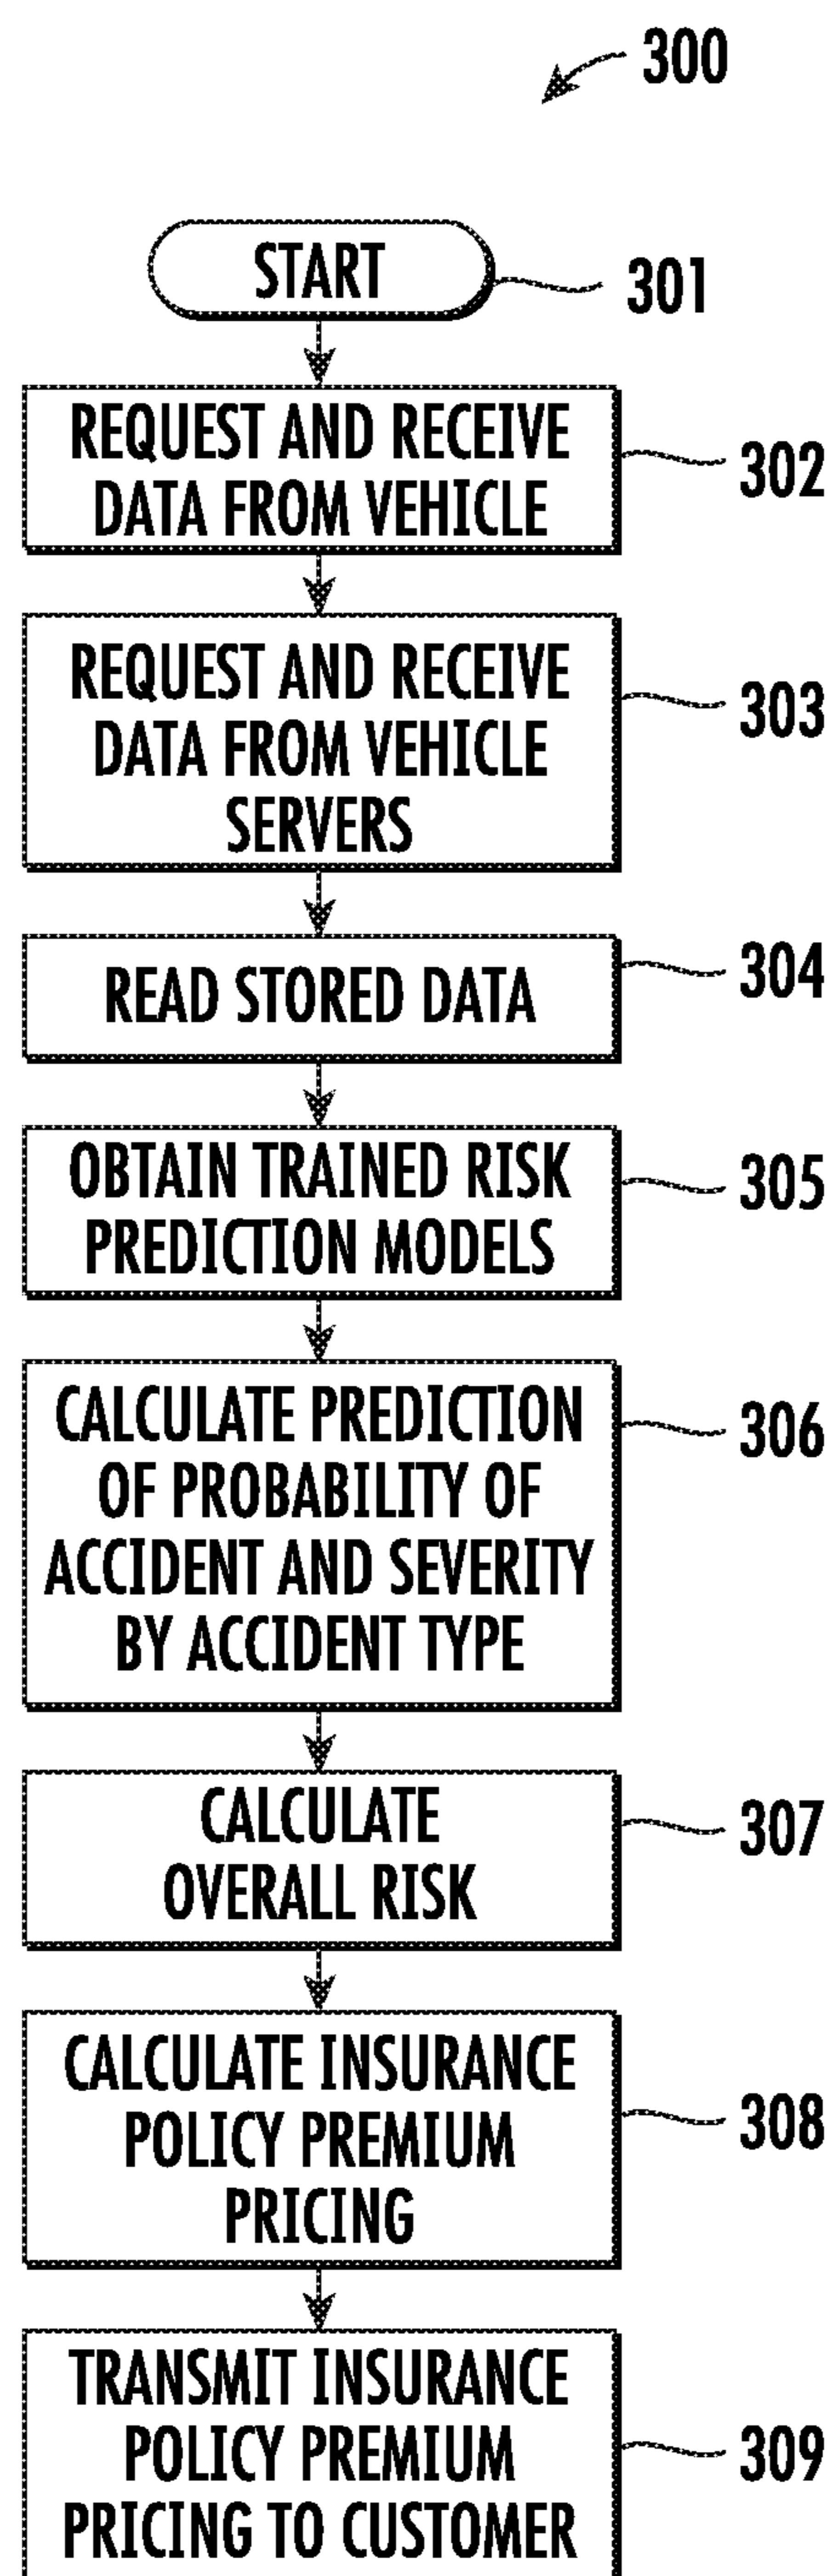 300
START
301
REQUEST AND RECEIVE
DATA FROM VEHICLE
302
REQUEST AND RECEIVE
DATA FROM VEHICLE
SERVERS
303
READ STORED DATA
304
OBTAIN TRAINED RISK
PREDICTION MODELS
305
CALCULATE PREDICTION
OF PROBABILITY OF
ACCIDENT AND SEVERITY
BY ACCIDENT TYPE
306
CALCULATE
OVERALL RISK
307
CALCULATE INSURANCE
POLICY PREMIUM
PRICING
308
TRANSMIT INSURANCE
POLICY PREMIUM
PRICING TO CUSTOMER
309